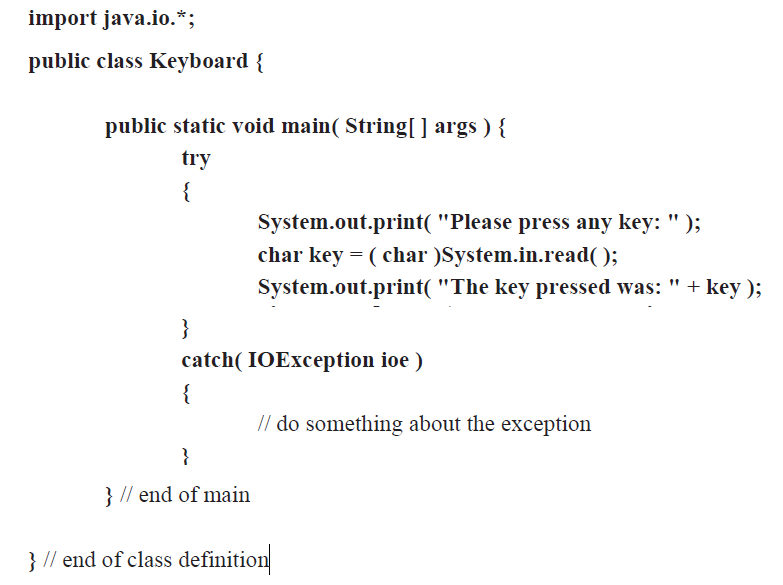 import java.io.*;
public class Keyboard {
public static void main( String[ ] args ) {
try
{
System.out.print( "Please press any key: " );
char key = ( char )System.in.read( );
System.out.print( "The key pressed was: " + key );
}
catch( IOException ioe )
{
// do something about the exception
}
} // end of main
} // end of class definition